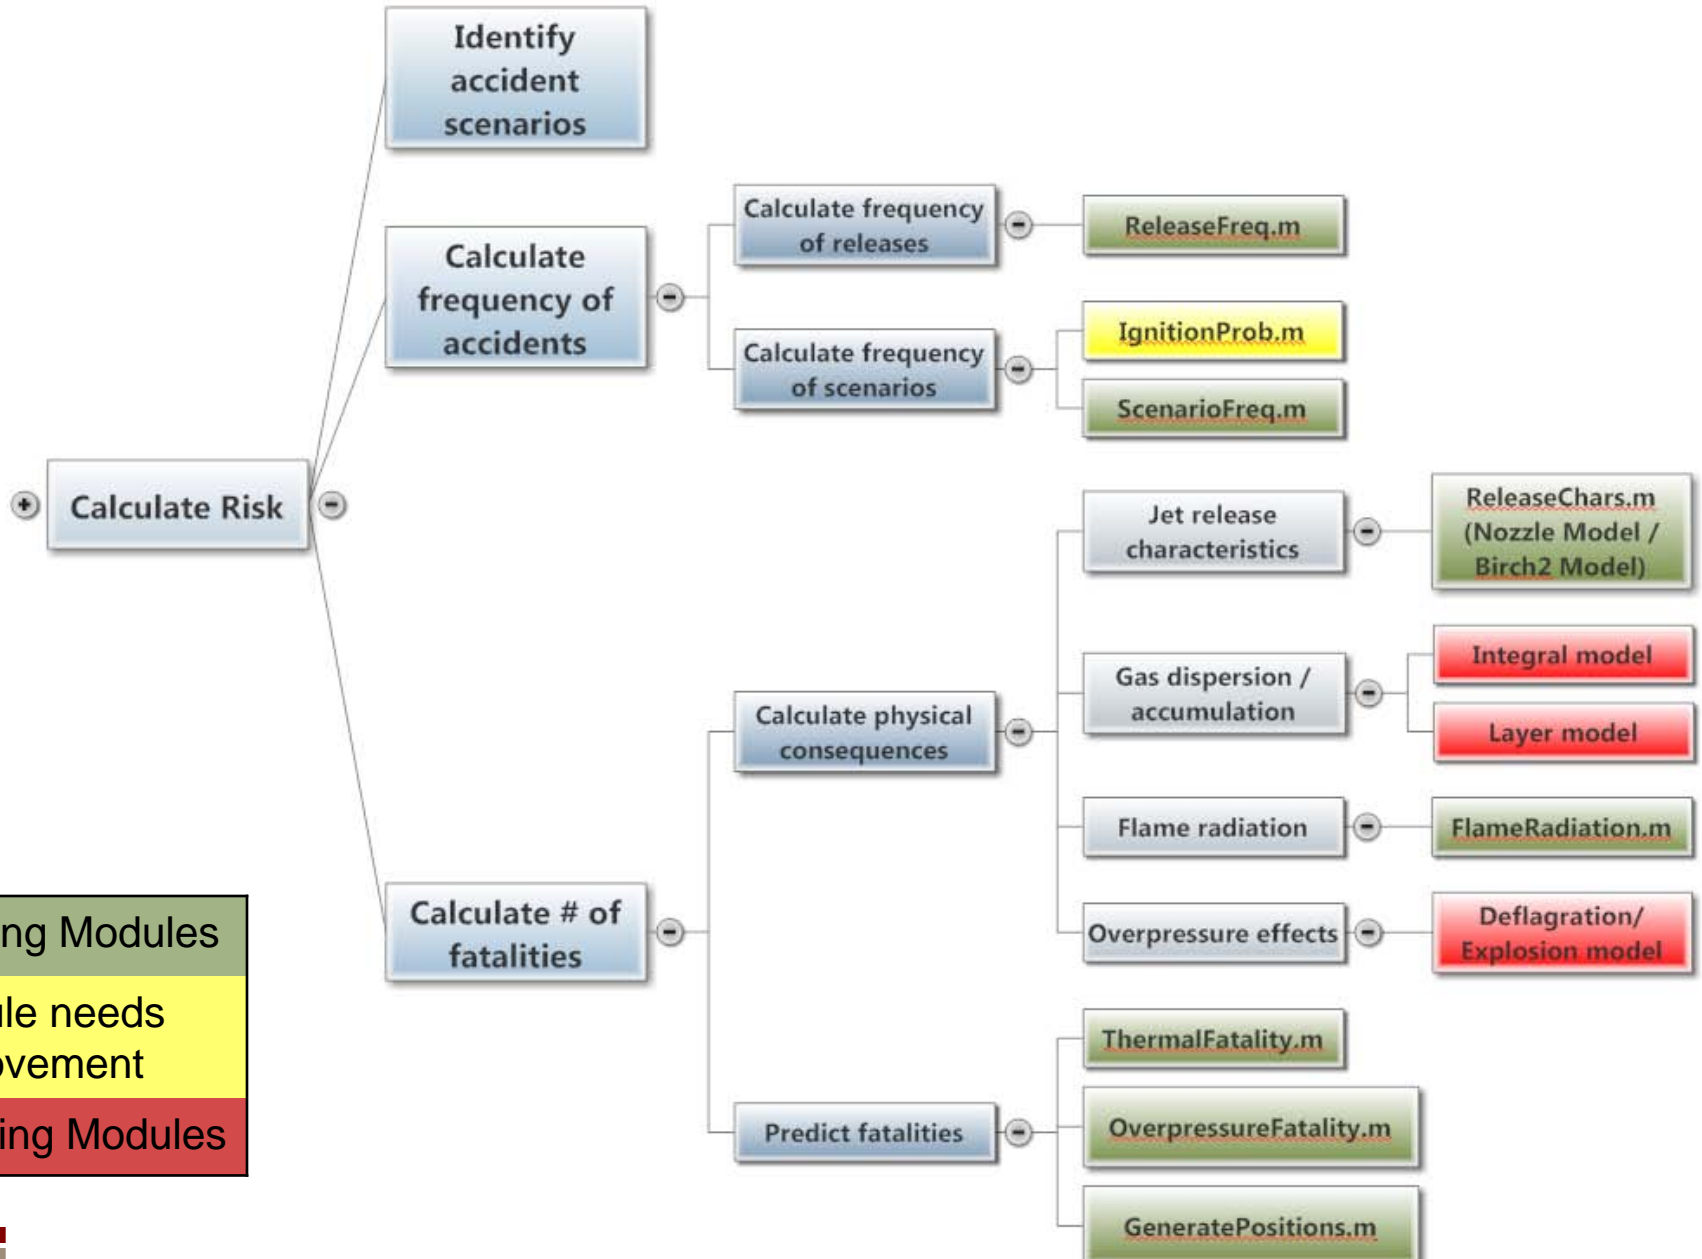 Identify
accident
scenarios
Calculate frequency
of releases
ReleaseFreq.m
Calculate
frequency of
accidents
IgnitionProb.m
Calculate frequency
of scenarios
ScenarioFreq.m
Calculate Risk
Jet release
characteristics
ReleaseChars.m
(Nozzle Model /
Birch2 Model)
Gas dispersion /
accumulation
Integral model
Layer model
Calculate physical
consequences
Flame radiation
FlameRadiation.m
Calculate # of
fatalities
Overpressure effects
Deflagration/
Explosion model
ThermalFatality.m
Predict fatalities
OverpressureFatality.m
GeneratePositions.m
ng Modules
needs
Modules